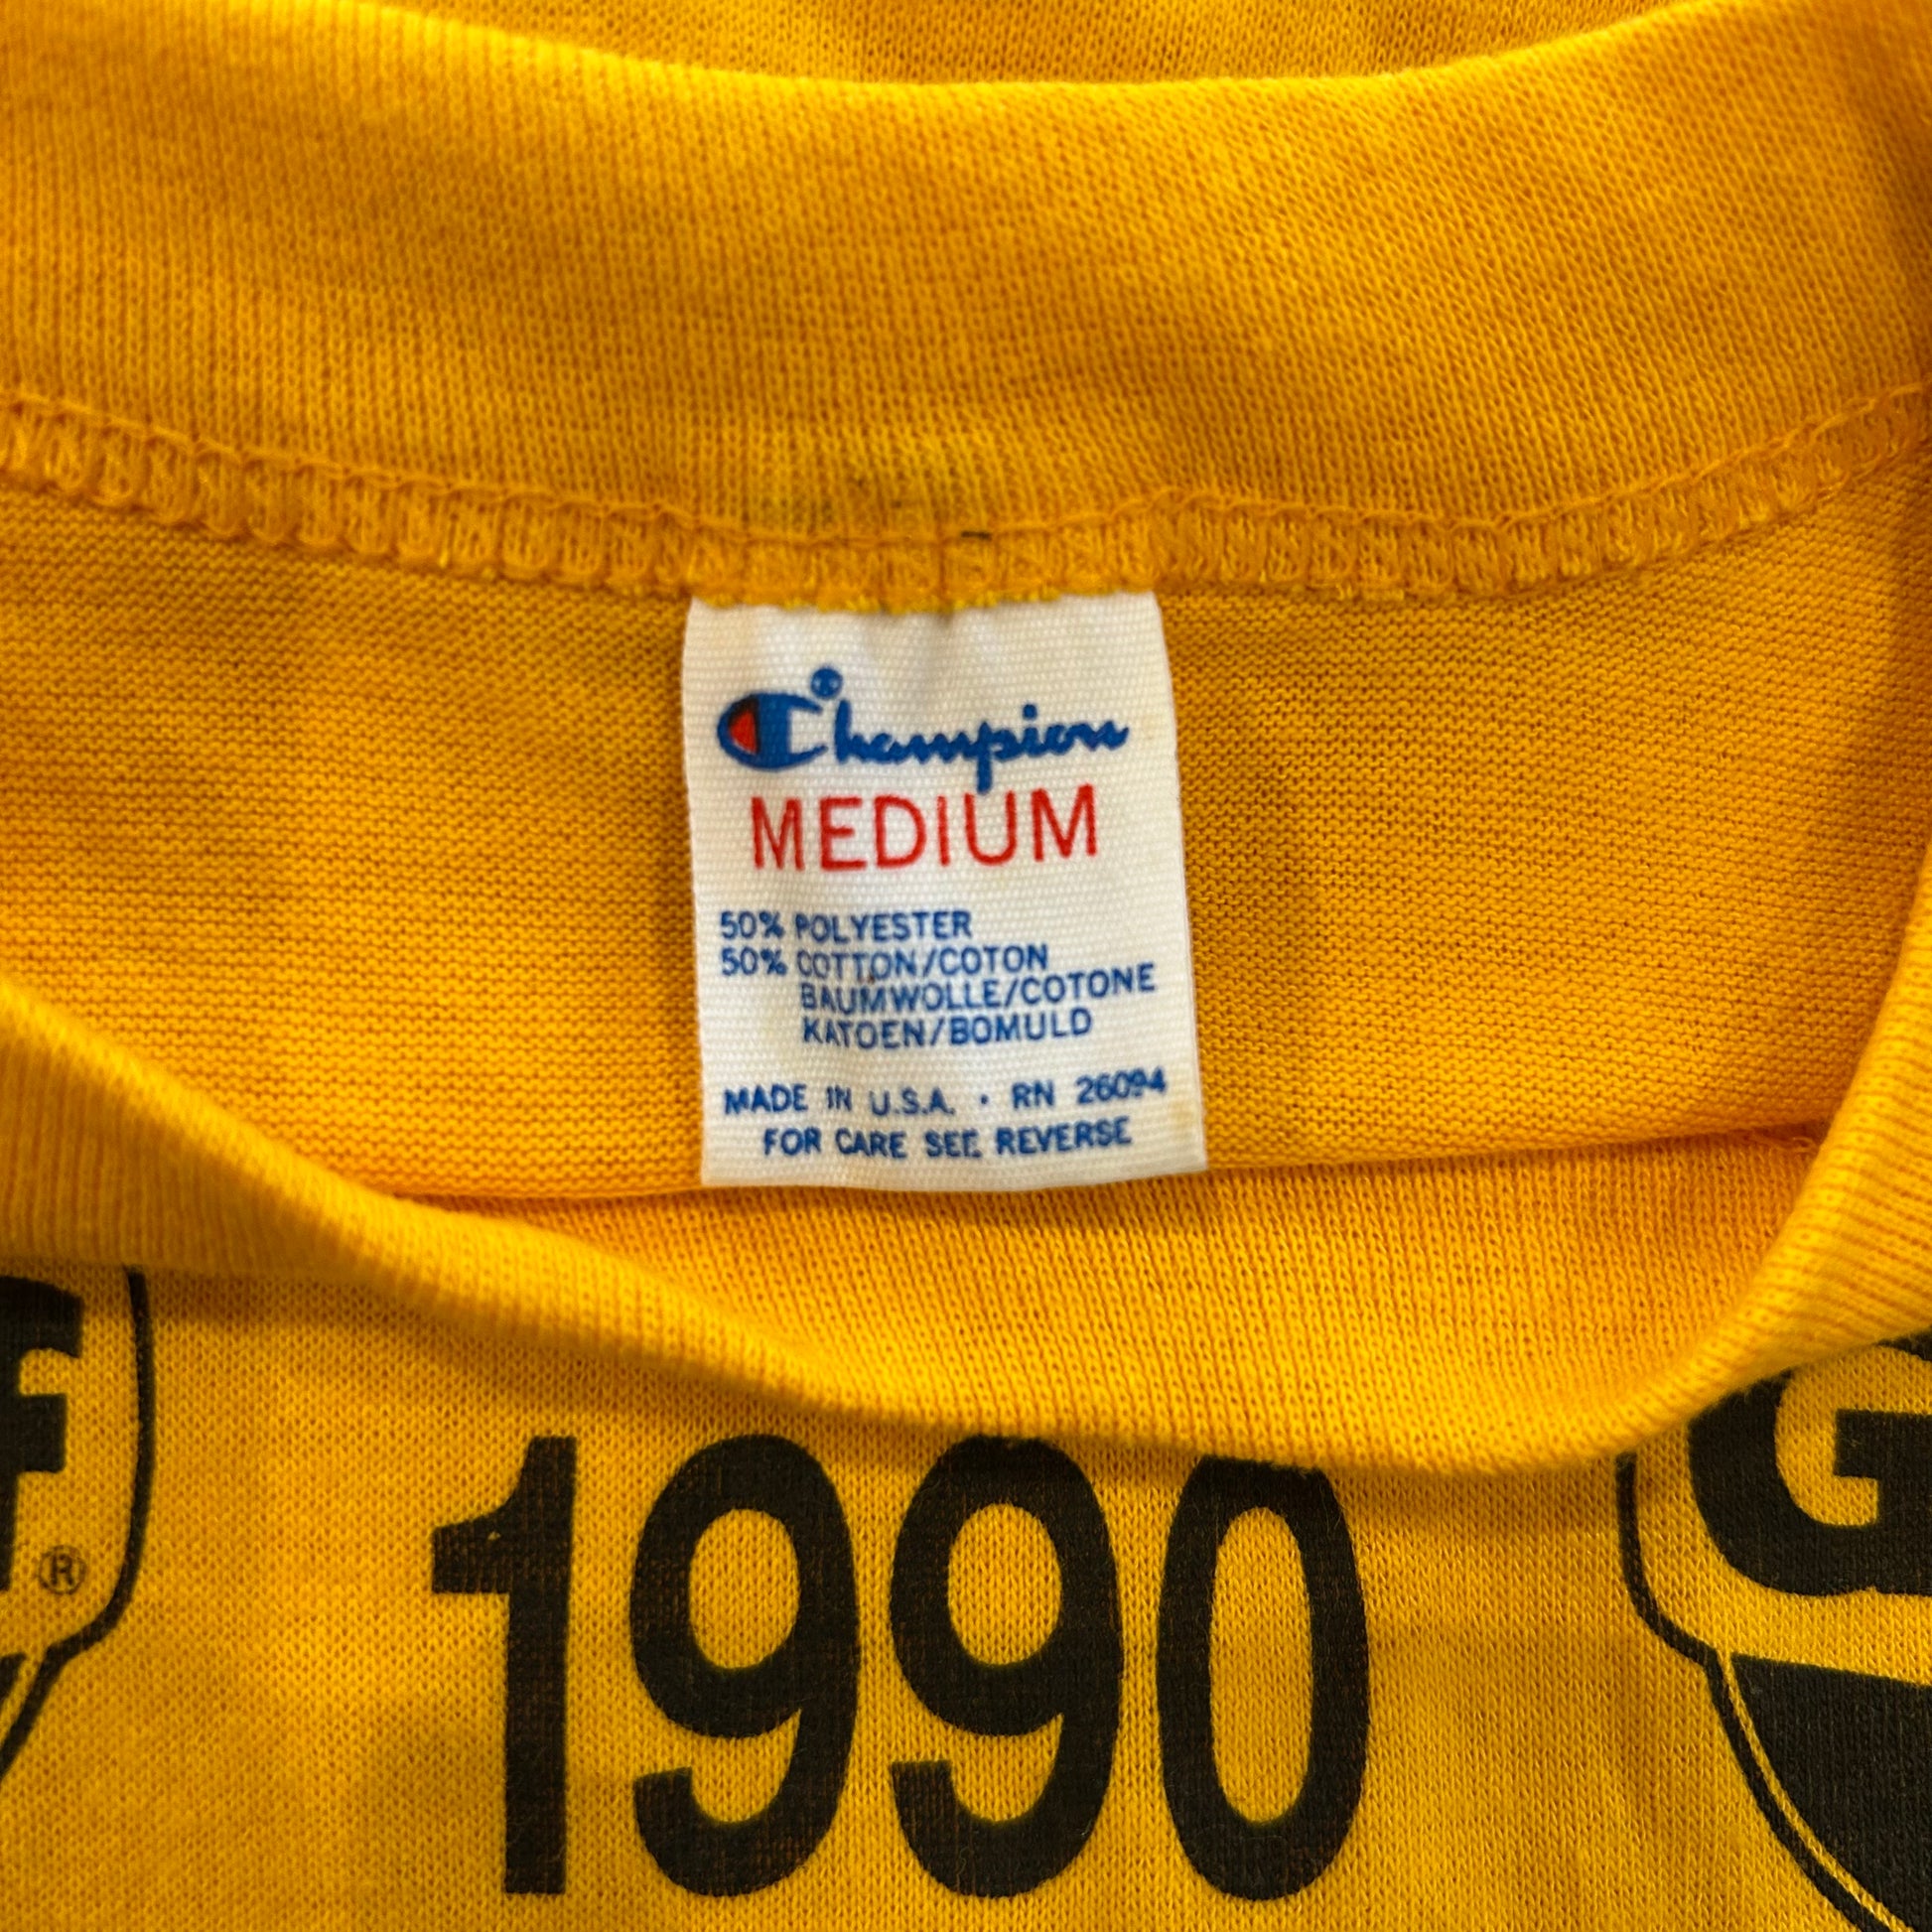 Champion
MEDIUM
50% POLYESTER
50% COTTON/COTON
BAUMWOLLE/COTONE
KATOEN/BOMULD
MADE IN U.S.A. · RN 26094
FOR CARE SEE REVERSE
f
®
1990
G